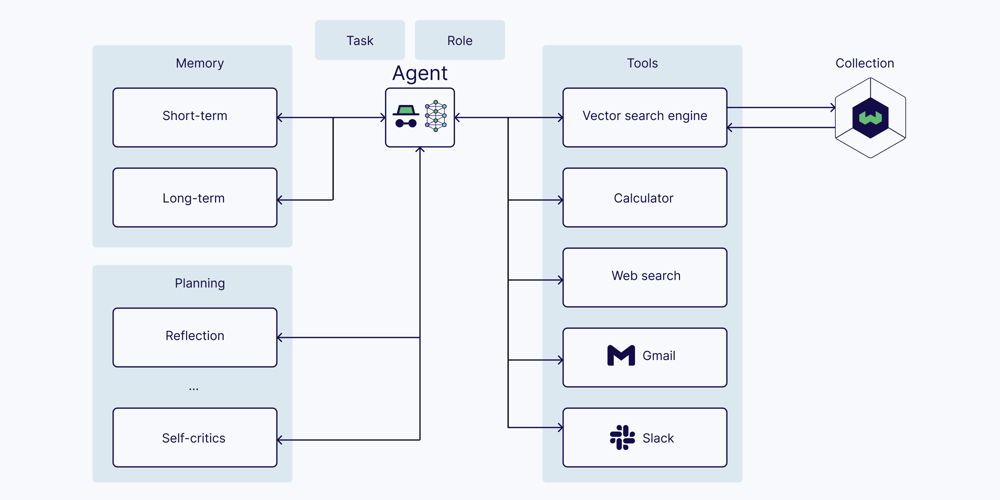 Task
Role
Memory
Agent
Tools
Collection
Short-term
Vector search engine
Long-term
Calculator
Web search
Planning
Reflection
Gmail
...
Self-critics
Slack